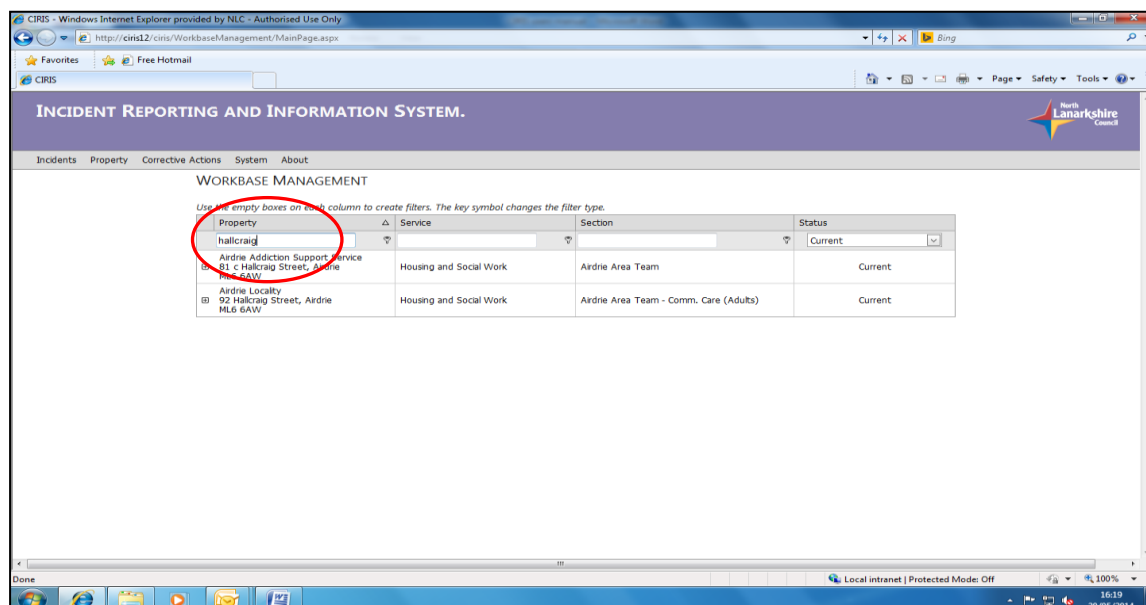 CIRIS - Windows Internet Explorer provided by NLC - Authorised Use Only
http://ciris12/ciris/WorkbaseManagement/MainPage.aspx
Bing
Favorites Free Hotmail
CIRIS
Page Safety Tools
INCIDENT REPORTING AND INFORMATION SYSTEM.
North
Lanarkshire
Council
Incidents Property Corrective Actions System About
WORKBASE MANAGEMENT
Use the empty boxes on each column to create filters. The key symbol changes the filter type.
Property Service Section Status
hallcraig Current
Airdrie Addiction Support Service
81 c Hallcraig Street, Airdrie
ML6 6AW
Housing and Social Work Airdrie Area Team Current
Airdrie Locality
92 Hallcraig Street, Airdrie
ML6 6AW
Housing and Social Work Airdrie Area Team - Comm. Care (Adults) Current
Done Local intranet | Protected Mode: Off 100%
16:19